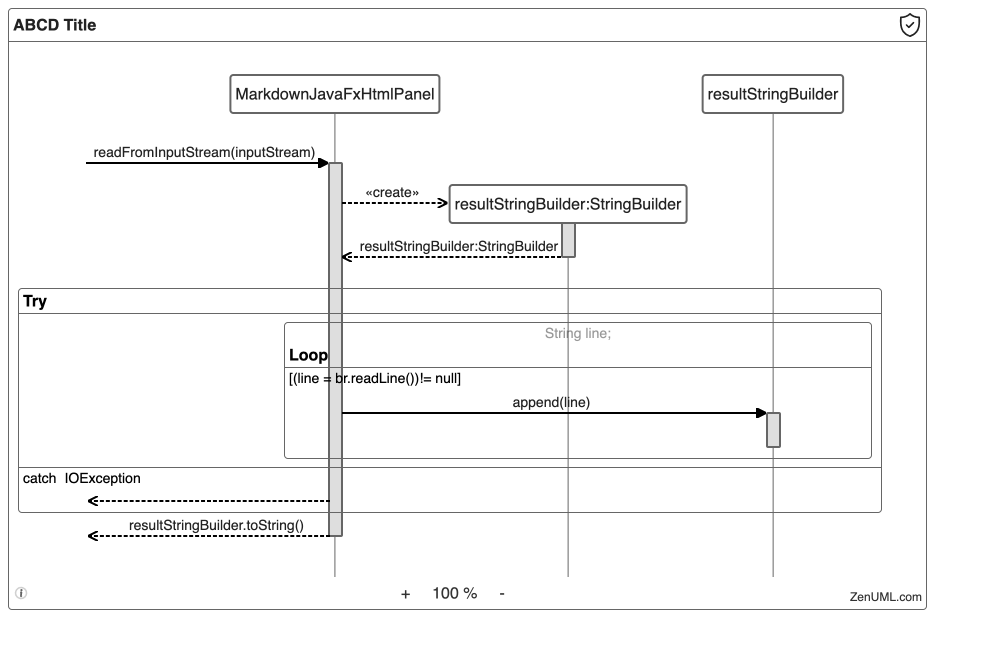 ABCD Title
MarkdownJavaFxHtmlPanel
resultStringBuilder
readFromInputStream(inputStream)
«create»
resultStringBuilder:StringBuilder
resultStringBuilder:StringBuilder
Try
String line;
Loop
[(line = br.readLine())!= null]
append(line)
catch IOException
resultStringBuilder.toString()
+ 100 % -
ZenUML.com